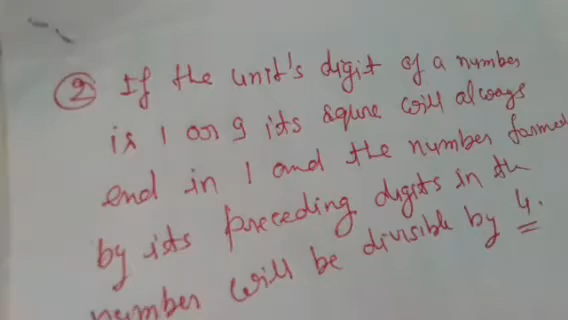 ② If the unit's digit of a number
is 1 or 9 its squre will always
end in 1 and the number formed
by its preceding digits in the
number will be divisible by 4.